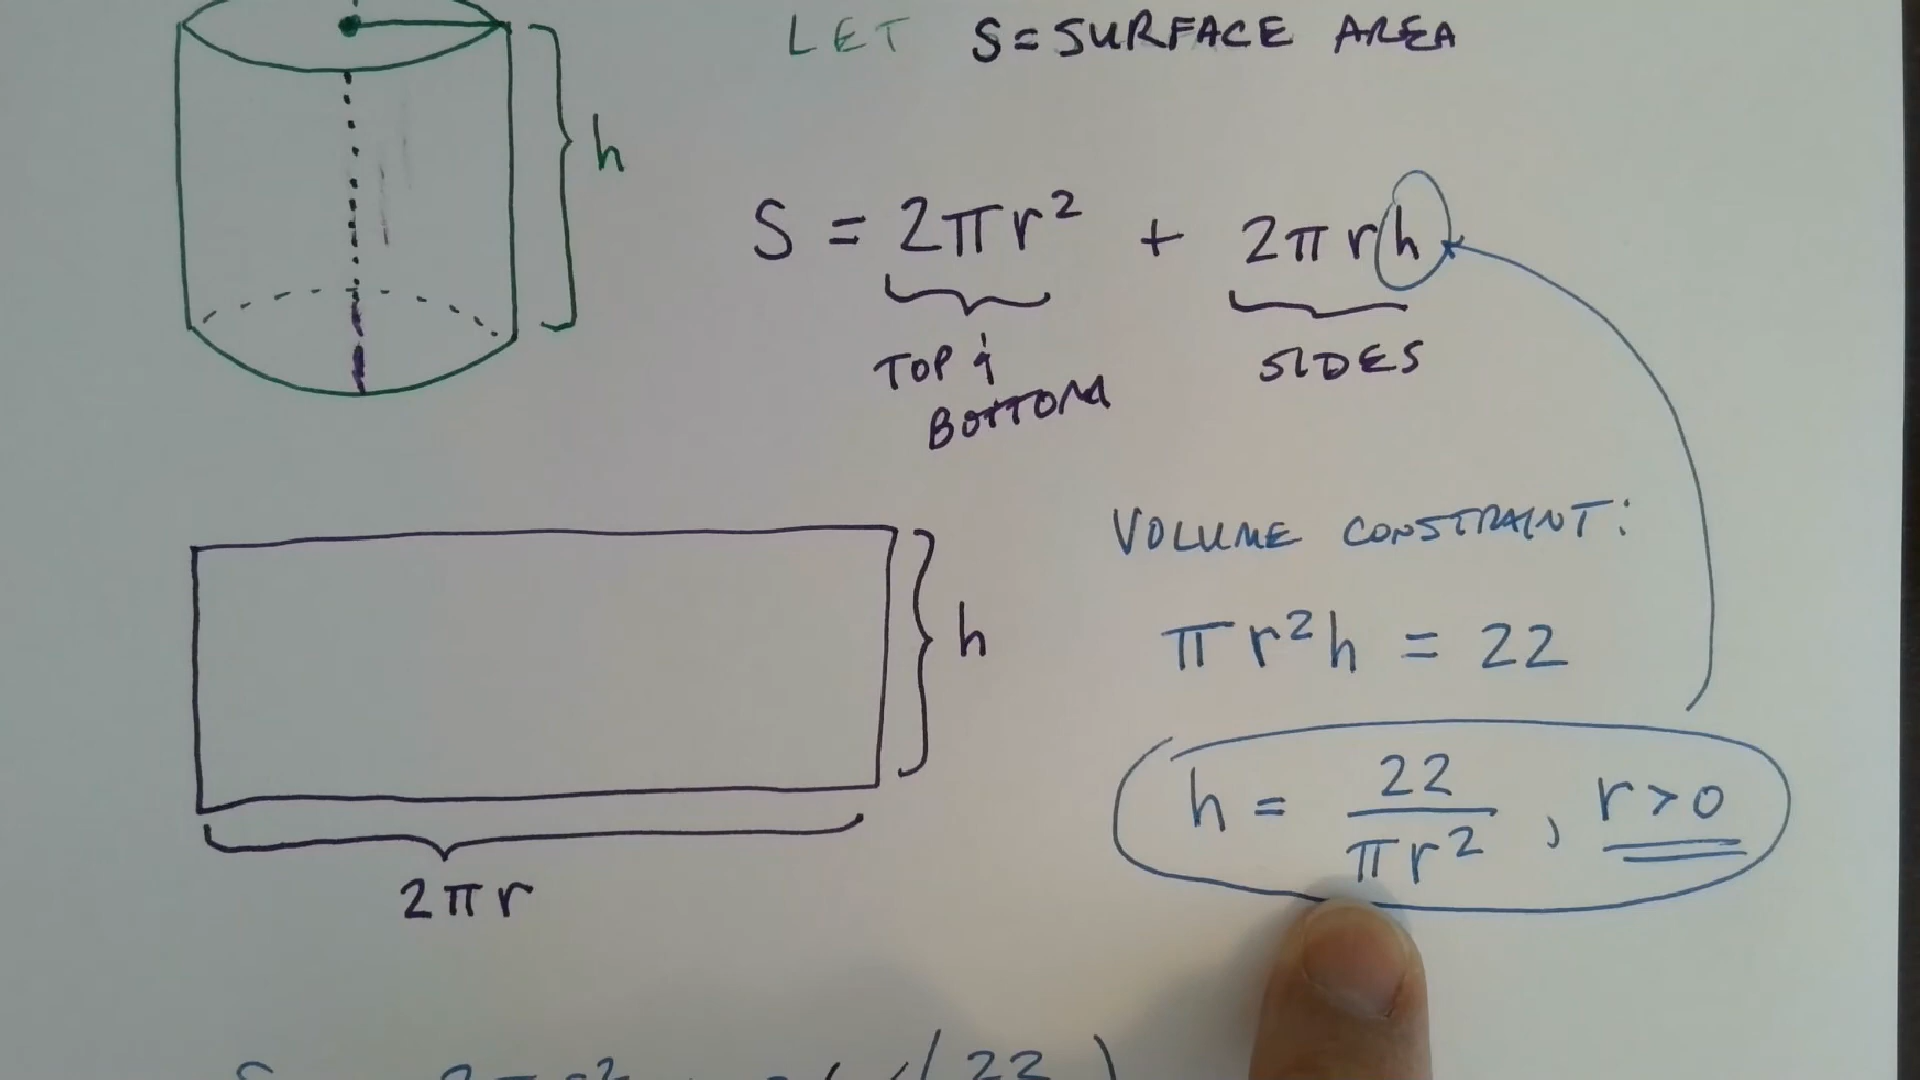 LET S = SURFACE AREA
h
S = 2πr² + 2πrh
TOP & BOTTOM
SIDES
VOLUME CONSTRAINT:
πr²h = 22
h
h = 22/πr² , r>0
2πr